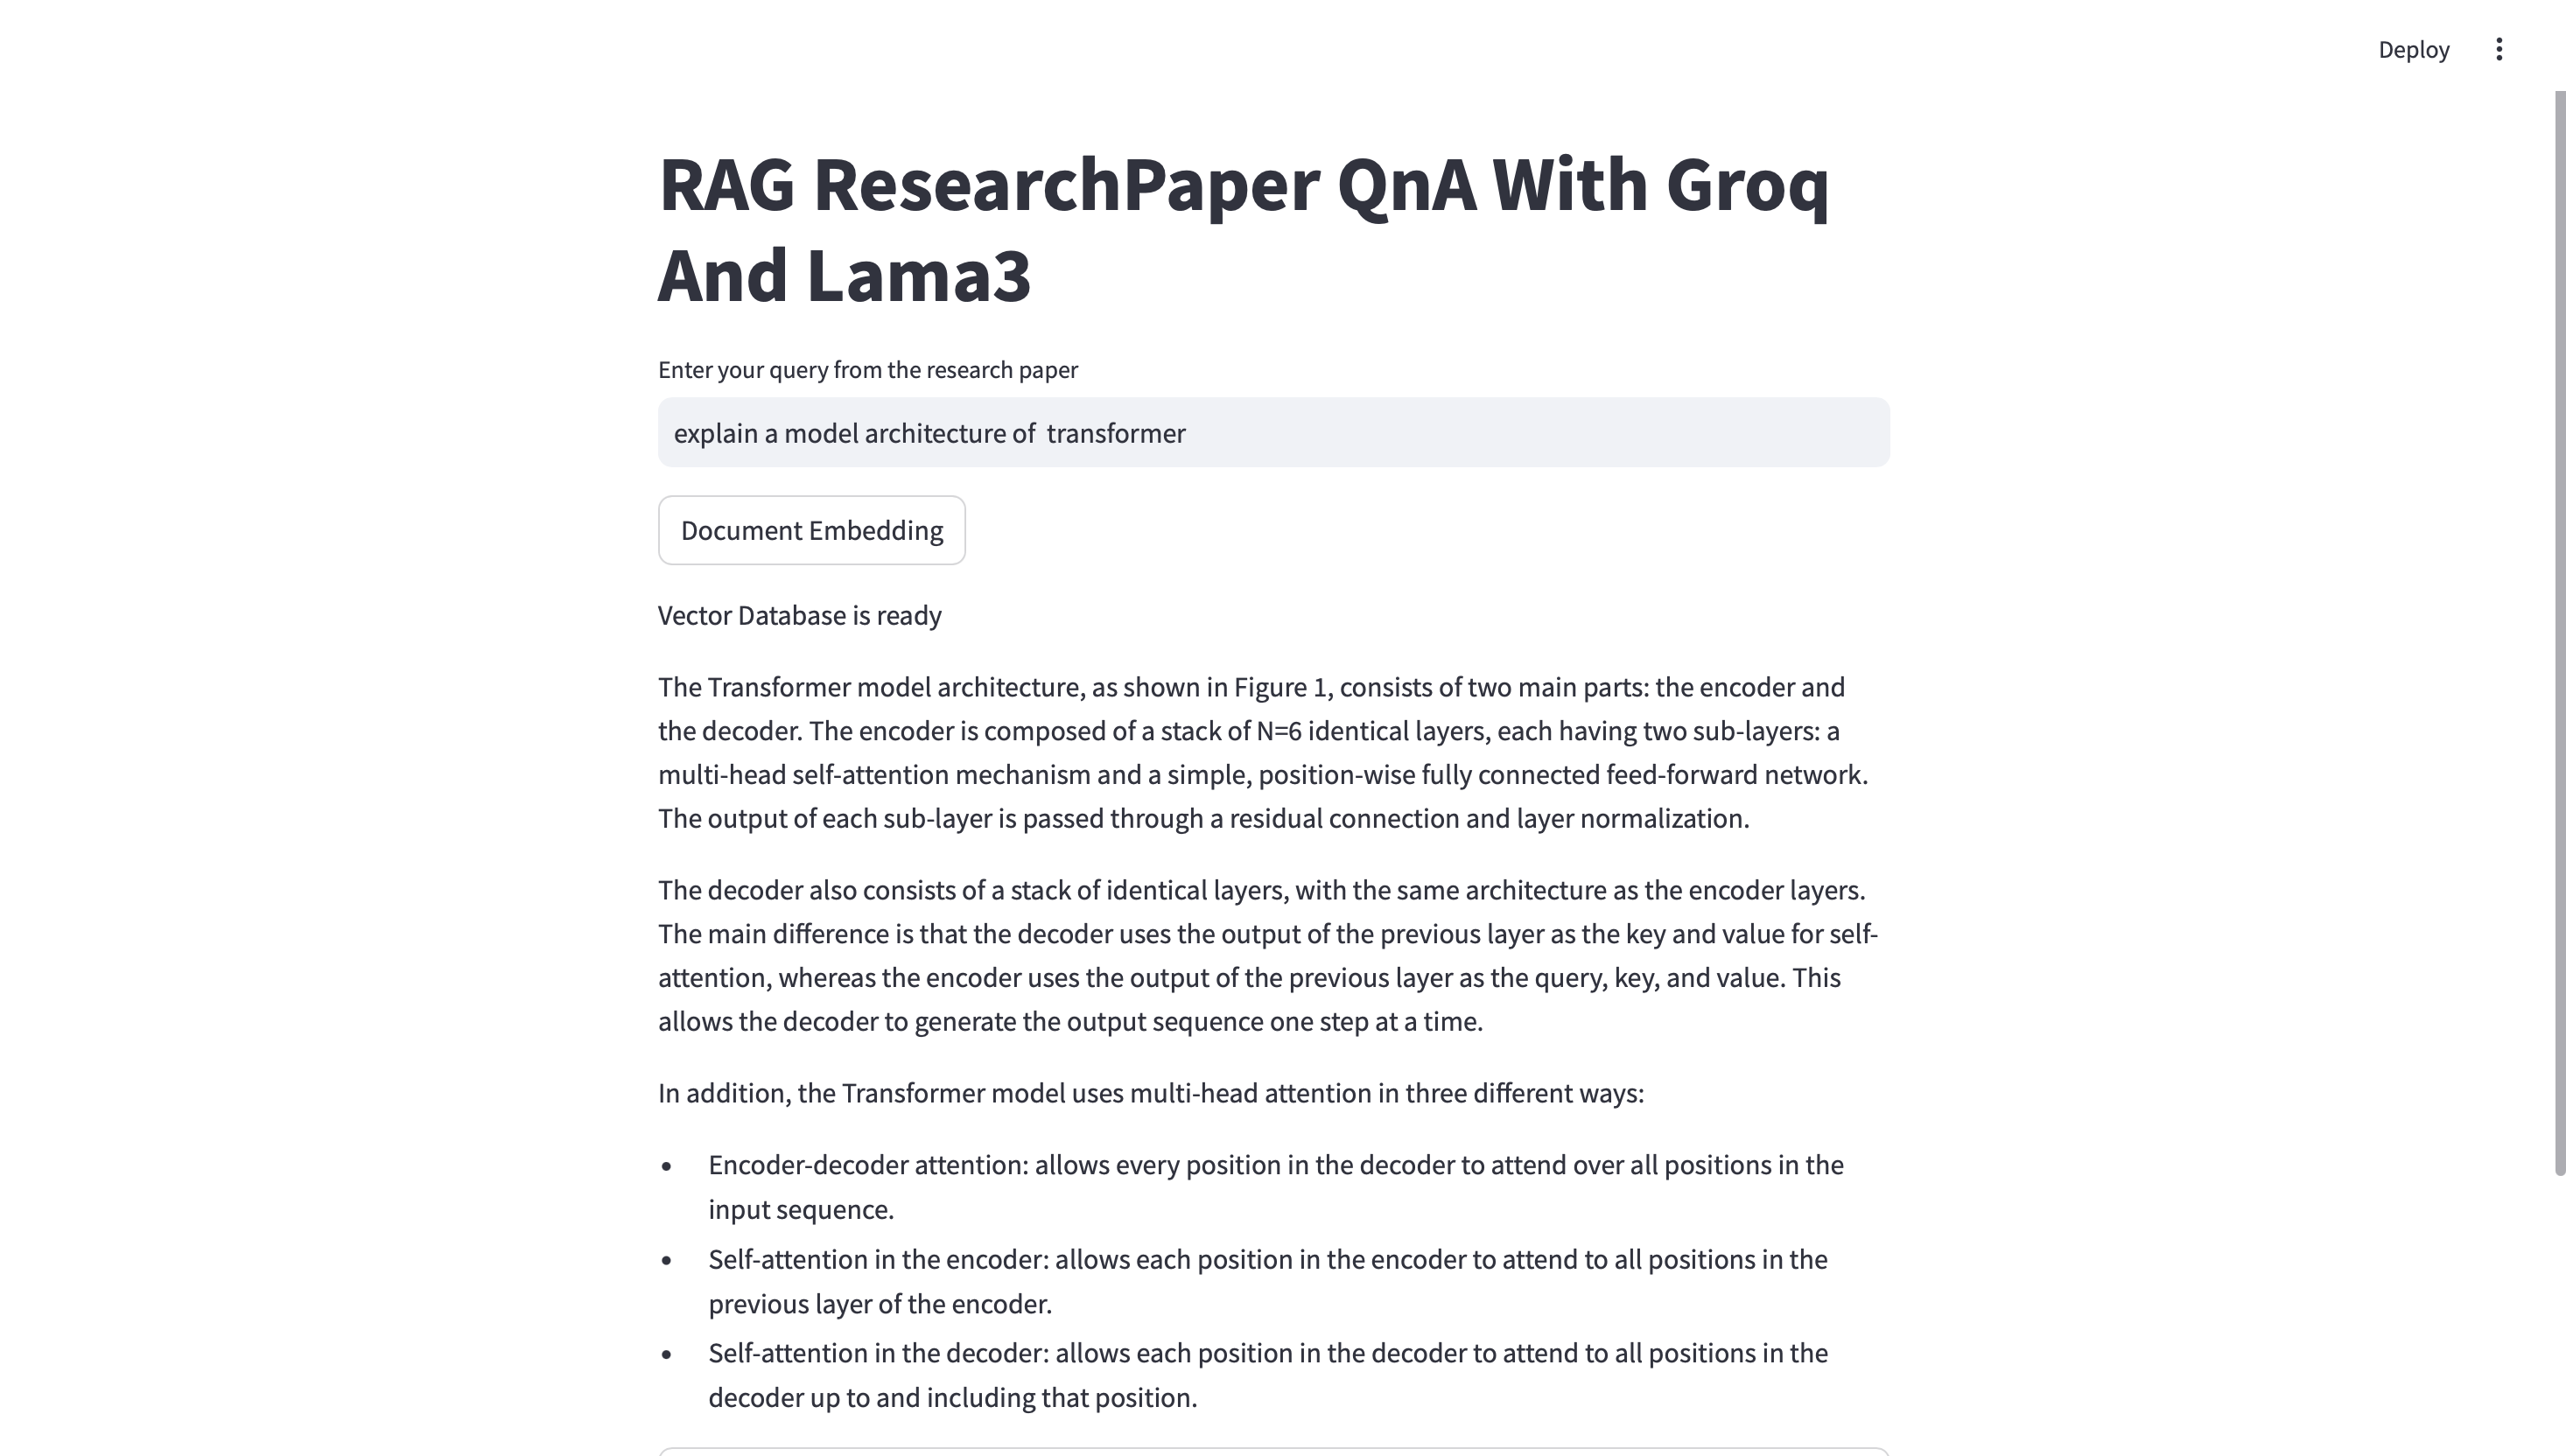 Deploy
RAG ResearchPaper QnA With Groq
And Lama3
Enter your query from the research paper
explain a model architecture of  transformer
Document Embedding
Vector Database is ready
The Transformer model architecture, as shown in Figure 1, consists of two main parts: the encoder and
the decoder. The encoder is composed of a stack of N=6 identical layers, each having two sub-layers: a
multi-head self-attention mechanism and a simple, position-wise fully connected feed-forward network.
The output of each sub-layer is passed through a residual connection and layer normalization.
The decoder also consists of a stack of identical layers, with the same architecture as the encoder layers.
The main difference is that the decoder uses the output of the previous layer as the key and value for self-
attention, whereas the encoder uses the output of the previous layer as the query, key, and value. This
allows the decoder to generate the output sequence one step at a time.
In addition, the Transformer model uses multi-head attention in three different ways:
• Encoder-decoder attention: allows every position in the decoder to attend over all positions in the
input sequence.
• Self-attention in the encoder: allows each position in the encoder to attend to all positions in the
previous layer of the encoder.
• Self-attention in the decoder: allows each position in the decoder to attend to all positions in the
decoder up to and including that position.